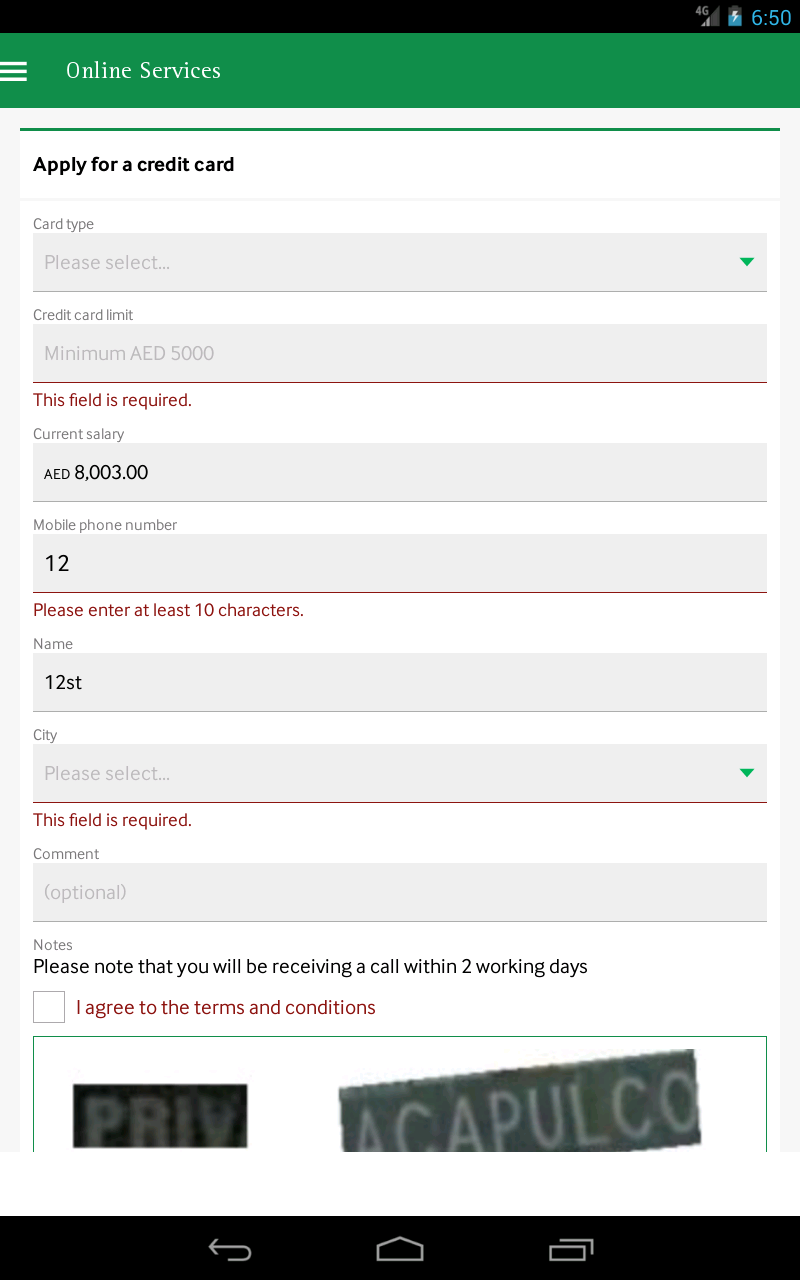 4G 6:50
Online Services
Apply for a credit card
Card type
Please select...
Credit card limit
Minimum AED 5000
This field is required.
Current salary
AED 8,003.00
Mobile phone number
12
Please enter at least 10 characters.
Name
12st
City
Please select...
This field is required.
Comment
(optional)
Notes
Please note that you will be receiving a call within 2 working days
I agree to the terms and conditions
PRIV ACAPULCO